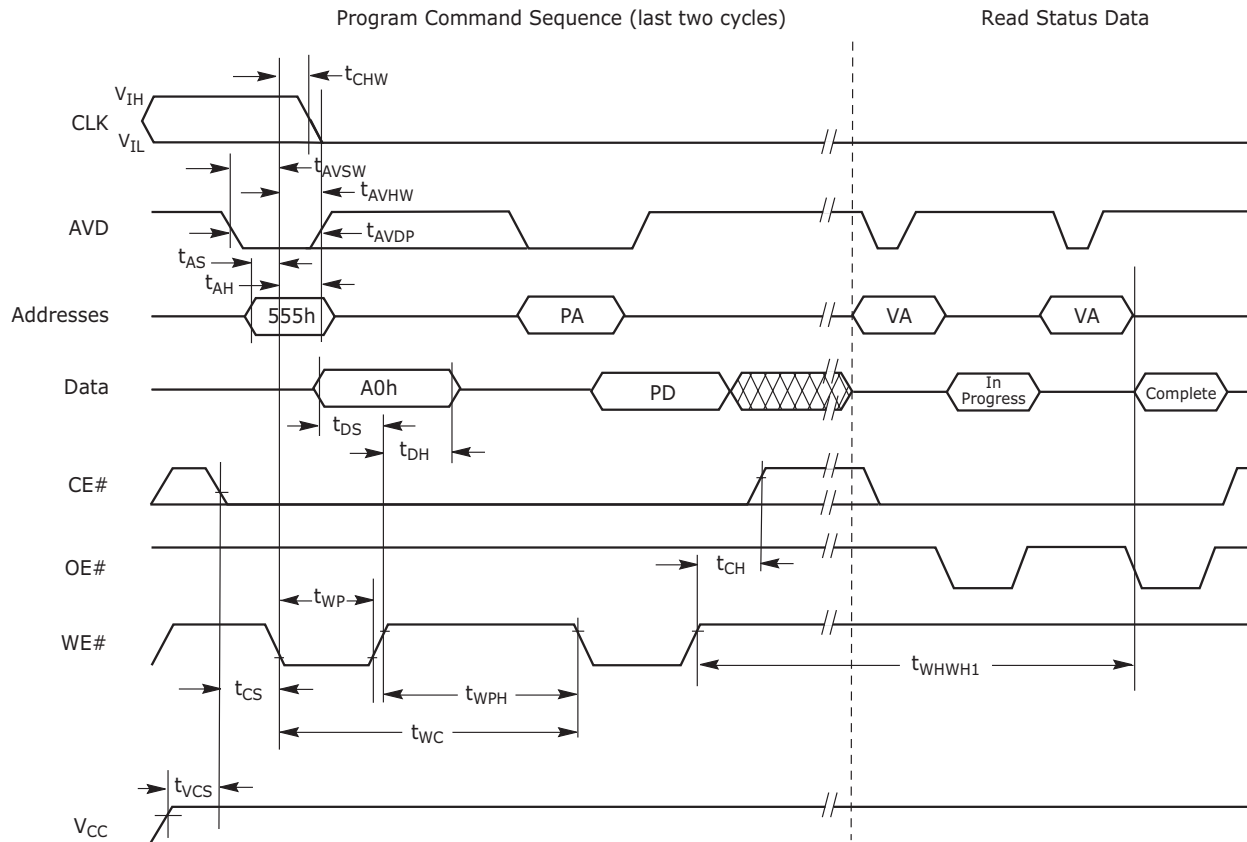 Program Command Sequence (last two cycles)
Read Status Data
tCHW
VIH
CLK
VIL
tAVSW
tAVHW
AVD
tAVDP
tAS
tAH
Addresses
555h
PA
VA
VA
Data
A0h
PD
In
Progress
Complete
tDS
tDH
CE#
OE#
tCH
tWP
WE#
tWHWH1
tCS
tWPH
tWC
tVCS
VCC